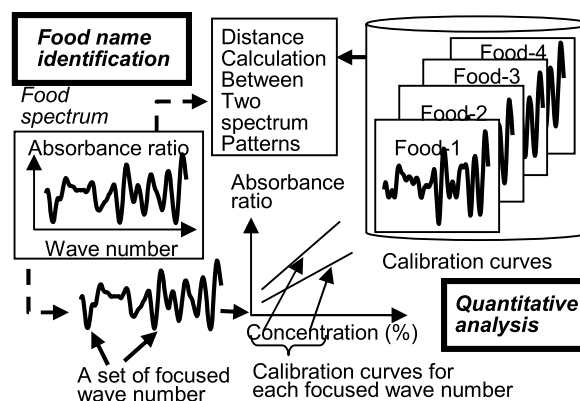 Food name
identification
Distance
Calculation
Between
Two
spectrum
Patterns
Food-4
Food-3
Food-2
Food-1
Food
spectrum
Absorbance ratio
Wave number
Absorbance
ratio
Calibration curves
Concentration (%)
Quantitative
analysis
A set of focused
wave number
Calibration curves for
each focused wave number